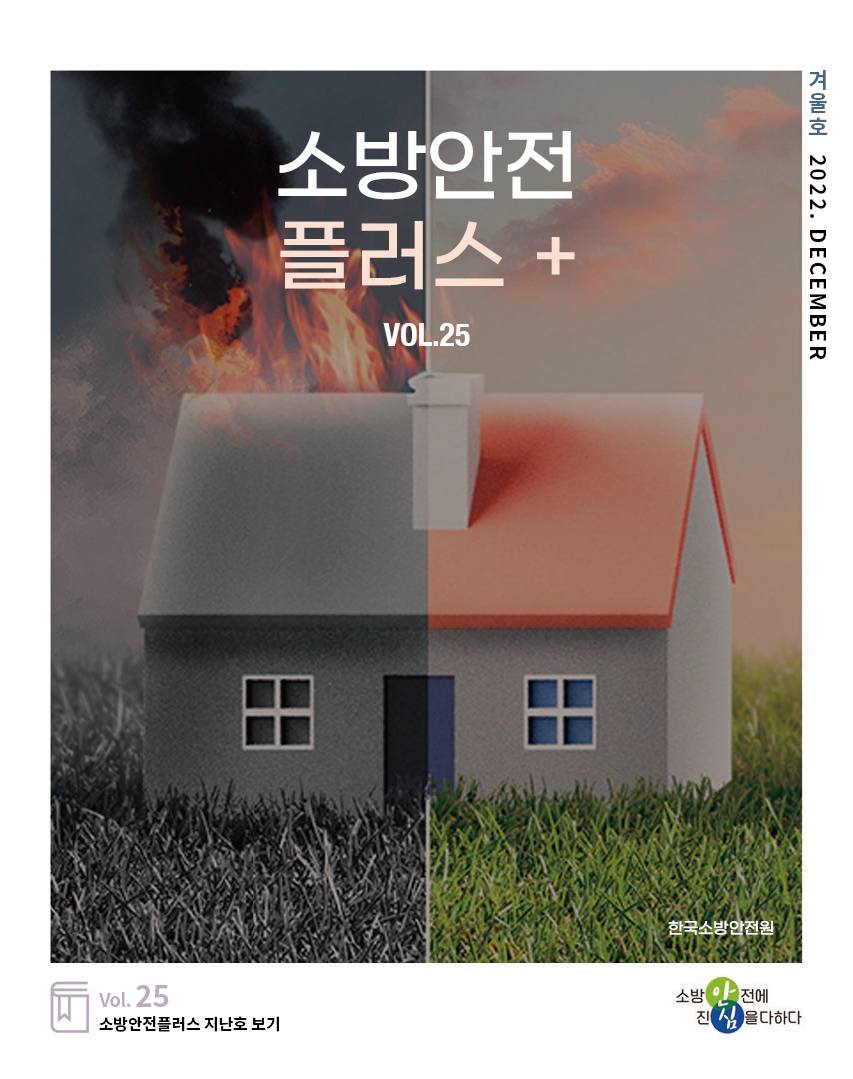 소방안전
플러스 +
VOL.25
겨울호 2022. DECEMBER
한국소방안전원
Vol. 25
소방안전플러스 지난호 보기
소방안전에
진심을다하다